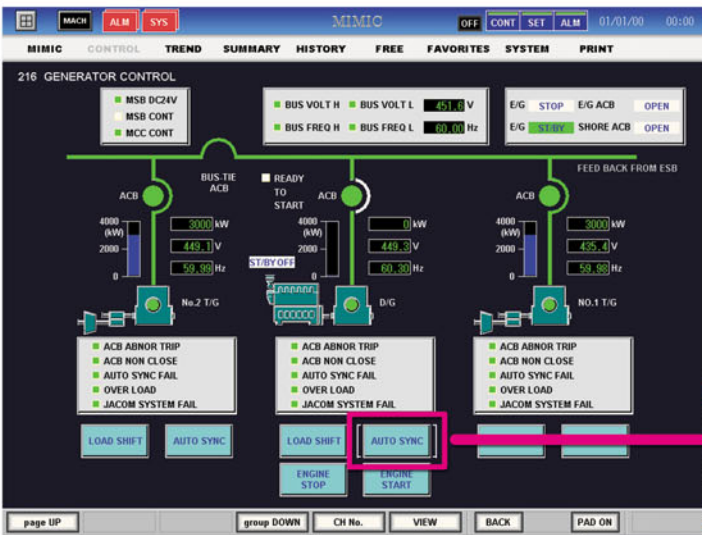 MACH ALM SYS MIMIC OFF CONT SET ALM 01/01/00 00:00
MIMIC CONTROL TREND SUMMARY HISTORY FREE FAVORITES SYSTEM PRINT
216 GENERATOR CONTROL
MSB DC24V
MSB CONT
MCC CONT
BUS VOLT H BUS VOLT L 451.6 V
BUS FREQ H BUS FREQ L 60.00 Hz
E/G STOP E/G ACB OPEN
E/G ST/BY SHORE ACB OPEN
FEED BACK FROM ESB
BUS-TIE
ACB
READY
TO
START
ACB
4000
(kW)
2000
0
3000 kW
449.1 V
59.99 Hz
No.2 T/G
ACB
4000
(kW)
2000
0
0 kW
449.3 V
60.30 Hz
ST/BY OFF
D/G
ACB
4000
(kW)
2000
0
3000 kW
435.4 V
59.98 Hz
NO.1 T/G
ACB ABNOR TRIP
ACB NON CLOSE
AUTO SYNC FAIL
OVER LOAD
JACOM SYSTEM FAIL
ACB ABNOR TRIP
ACB NON CLOSE
AUTO SYNC FAIL
OVER LOAD
JACOM SYSTEM FAIL
ACB ABNOR TRIP
ACB NON CLOSE
AUTO SYNC FAIL
OVER LOAD
JACOM SYSTEM FAIL
LOAD SHIFT AUTO SYNC
LOAD SHIFT AUTO SYNC
ENGINE
STOP
ENGINE
START
page UP group DOWN CH No. VIEW BACK PAD ON